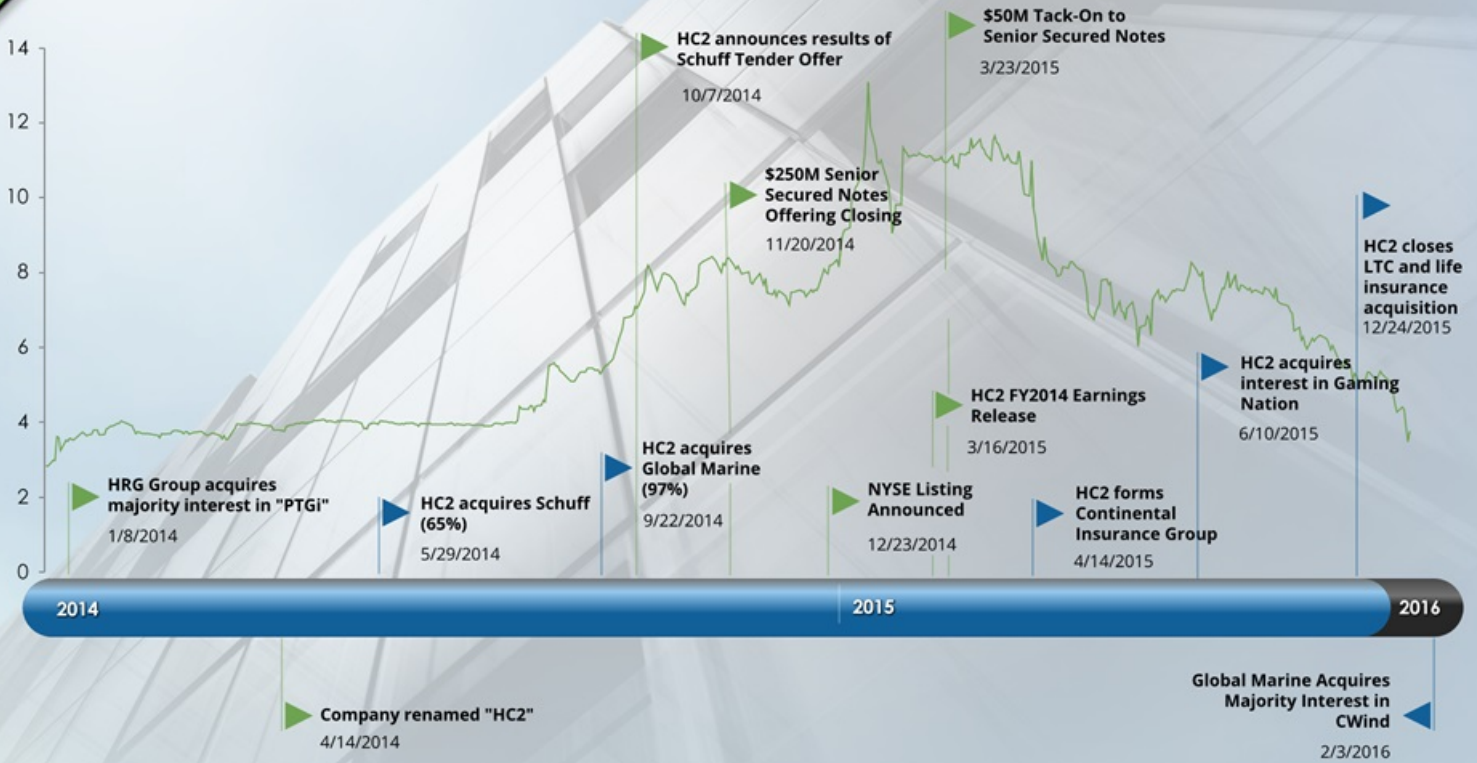 14
12
10
8
6
4
2
0
HRG Group acquires
majority interest in "PTGi"
1/8/2014
HC2 acquires Schuff
(65%)
5/29/2014
HC2 acquires
Global Marine
(97%)
9/22/2014
HC2 announces results of
Schuff Tender Offer
10/7/2014
$250M Senior
Secured Notes
Offering Closing
11/20/2014
NYSE Listing
Announced
12/23/2014
HC2 FY2014 Earnings
Release
3/16/2015
$50M Tack-On to
Senior Secured Notes
3/23/2015
HC2 forms
Continental
Insurance Group
4/14/2015
HC2 acquires
interest in Gaming
Nation
6/10/2015
HC2 closes
LTC and life
insurance
acquisition
12/24/2015
2014
2015
2016
Company renamed "HC2"
4/14/2014
Global Marine Acquires
Majority Interest in
CWind
2/3/2016